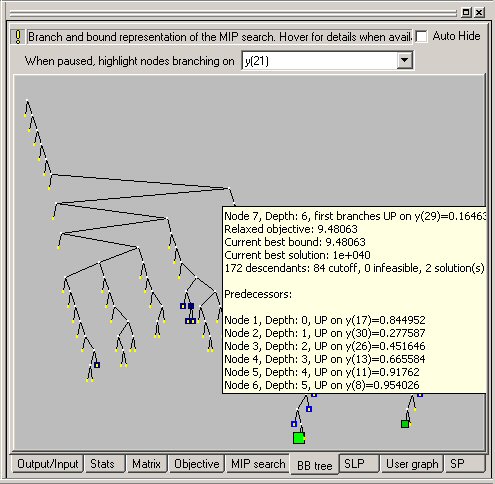 Branch and bound representation of the MIP search. Hover for details when avail
Auto Hide
When paused, highlight nodes branching on y(21)
Node 7, Depth: 6, first branches UP on y(29)=0.16463
Relaxed objective: 9.48063
Current best bound: 9.48063
Current best solution: 1e+040
172 descendants: 84 cutoff, 0 infeasible, 2 solution(s)
Predecessors:
Node 1, Depth: 0, UP on y(17)=0.844952
Node 2, Depth: 1, UP on y(30)=0.277587
Node 3, Depth: 2, UP on y(26)=0.451646
Node 4, Depth: 3, UP on y(13)=0.665584
Node 5, Depth: 4, UP on y(11)=0.91762
Node 6, Depth: 5, UP on y(8)=0.954026
Output/Input Stats Matrix Objective MIP search BB tree SLP User graph SP